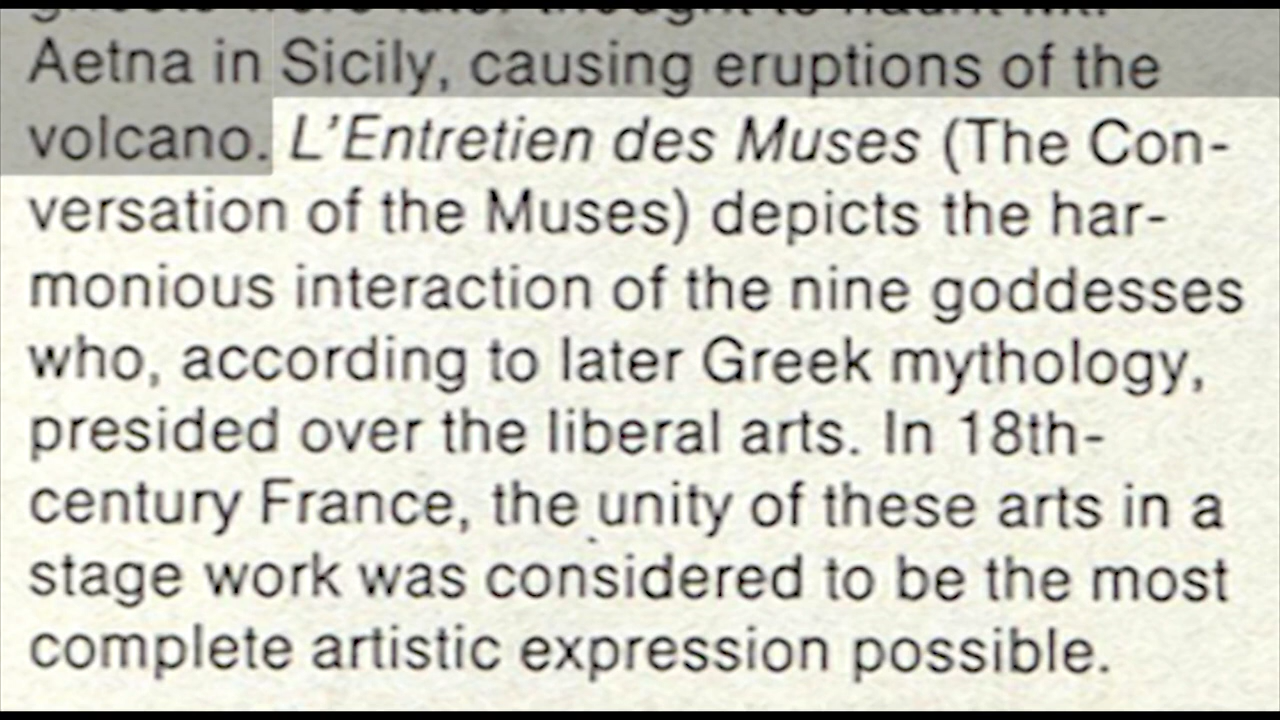 Aetna in Sicily, causing eruptions of the
volcano. L'Entretien des Muses (The Con-
versation of the Muses) depicts the har-
monious interaction of the nine goddesses
who, according to later Greek mythology,
presided over the liberal arts. In 18th-
century France, the unity of these arts in a
stage work was considered to be the most
complete artistic expression possible.